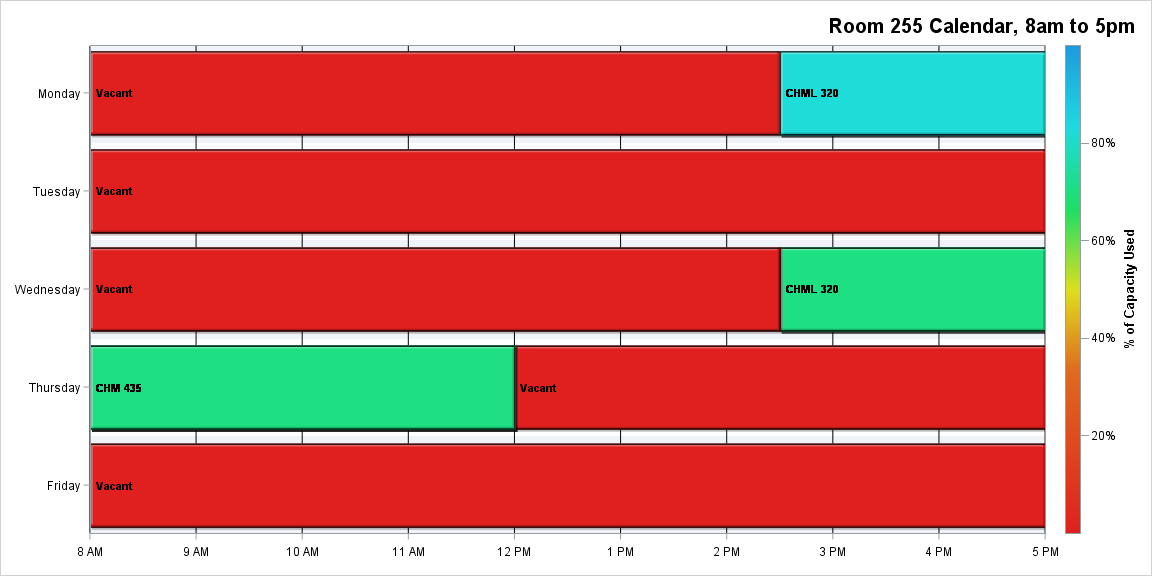 Room 255 Calendar, 8am to 5pm
Monday
Vacant
CHML 320
Tuesday
Vacant
Wednesday
Vacant
CHML 320
Thursday
CHM 435
Vacant
Friday
Vacant
8 AM
9 AM
10 AM
11 AM
12 PM
1 PM
2 PM
3 PM
4 PM
5 PM
80%
60%
40%
20%
% of Capacity Used